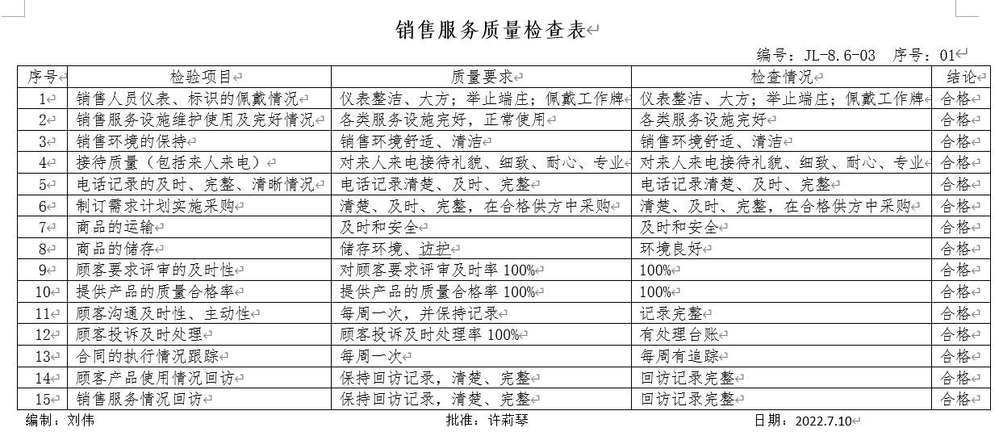 销售服务质量检查表
编号：JL-8.6-03 序号：01
序号 检验项目 质量要求 检查情况 结论
1 销售人员仪表、标识的佩戴情况 仪表整洁、大方；举止端庄；佩戴工作牌 仪表整洁、大方；举止端庄；佩戴工作牌 合格
2 销售服务设施维护使用及完好情况 各类服务设施完好，正常使用 各类服务设施完好 合格
3 销售环境的保持 销售环境舒适、清洁 销售环境舒适、清洁 合格
4 接待质量（包括来人来电） 对来人来电接待礼貌、细致、耐心、专业 对来人来电接待礼貌、细致、耐心、专业 合格
5 电话记录的及时、完整、清晰情况 电话记录清楚、及时、完整 电话记录清楚、及时、完整 合格
6 制订需求计划实施采购 清楚、及时、完整，在合格供方中采购 清楚、及时、完整，在合格供方中采购 合格
7 商品的运输 及时和安全 及时和安全 合格
8 商品的储存 储存环境、访护 环境良好 合格
9 顾客要求评审的及时性 对顾客要求评审及时率 100% 100% 合格
10 提供产品的质量合格率 提供产品的质量合格率 100% 100% 合格
11 顾客沟通及时性、主动性 每周一次，并保持记录 记录完整 合格
12 顾客投诉及时处理 顾客投诉及时处理率 100% 有处理台账 合格
13 合同的执行情况跟踪 每周一次 每周有追踪 合格
14 顾客产品使用情况回访 保持回访记录，清楚、完整 回访记录完整 合格
15 销售服务情况回访 保持回访记录，清楚、完整 回访记录完整 合格
编制：刘伟 批准：许莉琴 日期：2022.7.10